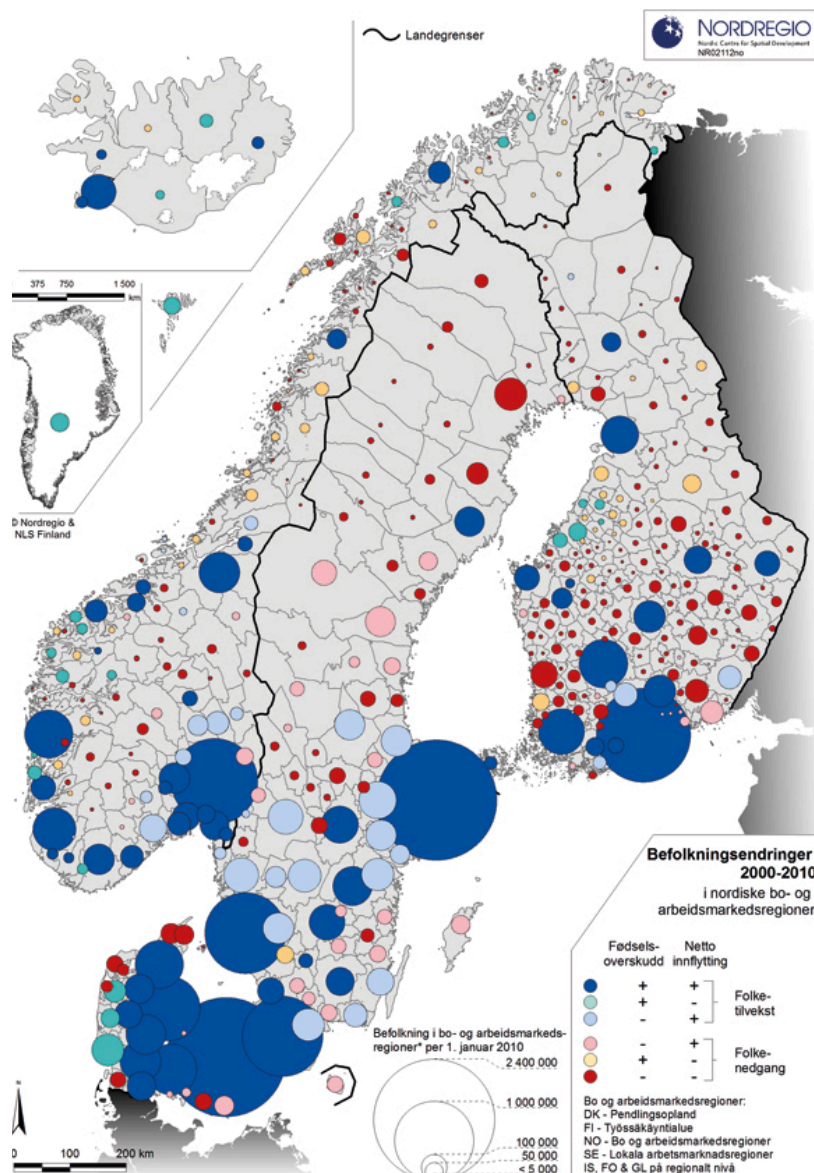 Landegrenser
NORDREGIO
Nordic Centre for Spatial Development
NR02112no
375 750 1 500
km
© Nordregio &
NLS Finland
Befolkningsendringer
2000-2010
i nordiske bo- og
arbeidsmarkedsregioner
Fødsels-
overskudd
Netto
innflytting
+ +
+ -
- +
Folke-
tilvekst
- +
+ -
- -
Folke-
nedgang
Bo og arbeidsmarkedsregioner:
DK - Pendlingsopland
FI - Työssäkäyntialue
NO - Bo og arbeidsmarkedsregioner
SE - Lokala arbetsmarknadsregioner
IS, FO & GL på regionalt nivå
Befolkning i bo- og arbeidsmarkeds-
regioner* per 1. januar 2010
2 400 000
1 000 000
100 000
50 000
< 5 000
N
0 100 200 km